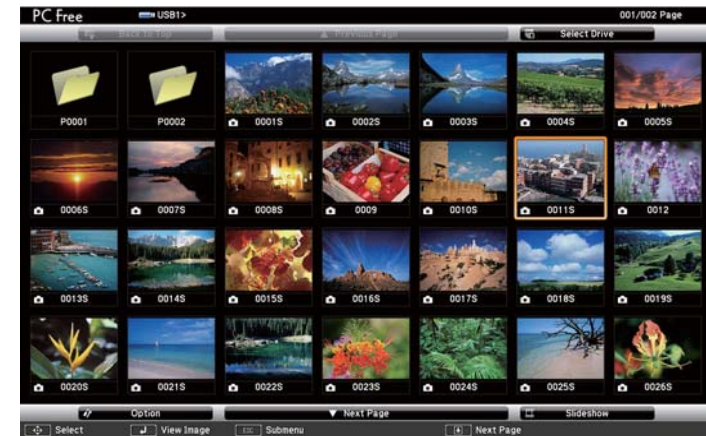 PC Free USB1> 001/002 Page
Back to Top Previous Page Select Drive
P0001 P0002 0001S 0002S 0003S 0004S 0005S
0006S 0007S 0008S 0009 0010S 0011S 0012
0013S 0014S 0015S 0016S 0017S 0018S 0019S
0020S 0021S 0022S 0023S 0024S 0025S 0026S
Option Next Page Slideshow
Select View Image ESC Submenu Next Page